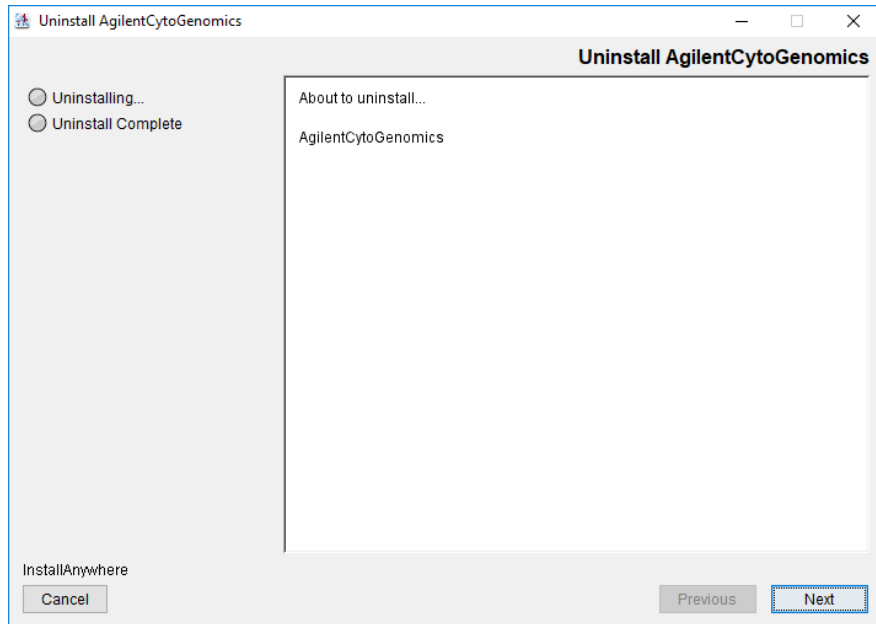 Uninstall AgilentCytoGenomics
Uninstall AgilentCytoGenomics
Uninstalling...
Uninstall Complete
About to uninstall...
AgilentCytoGenomics
InstallAnywhere
Cancel
Previous
Next